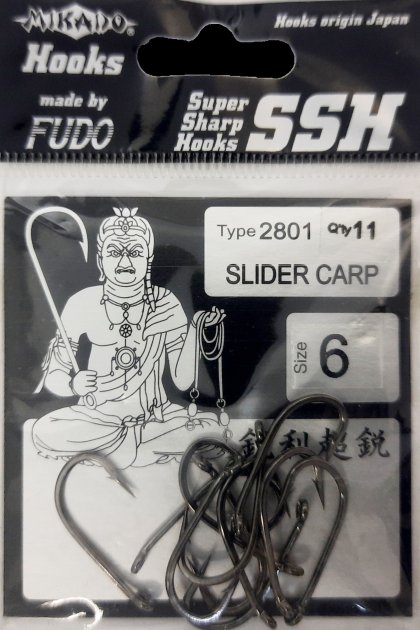 MIKADO®
Hooks origin Japan
Hooks
made by
FUDO
Super
Sharp
Hooks
SSH
Type 2801 Qty 11
SLIDER CARP
Size 6
鋭利超鋭